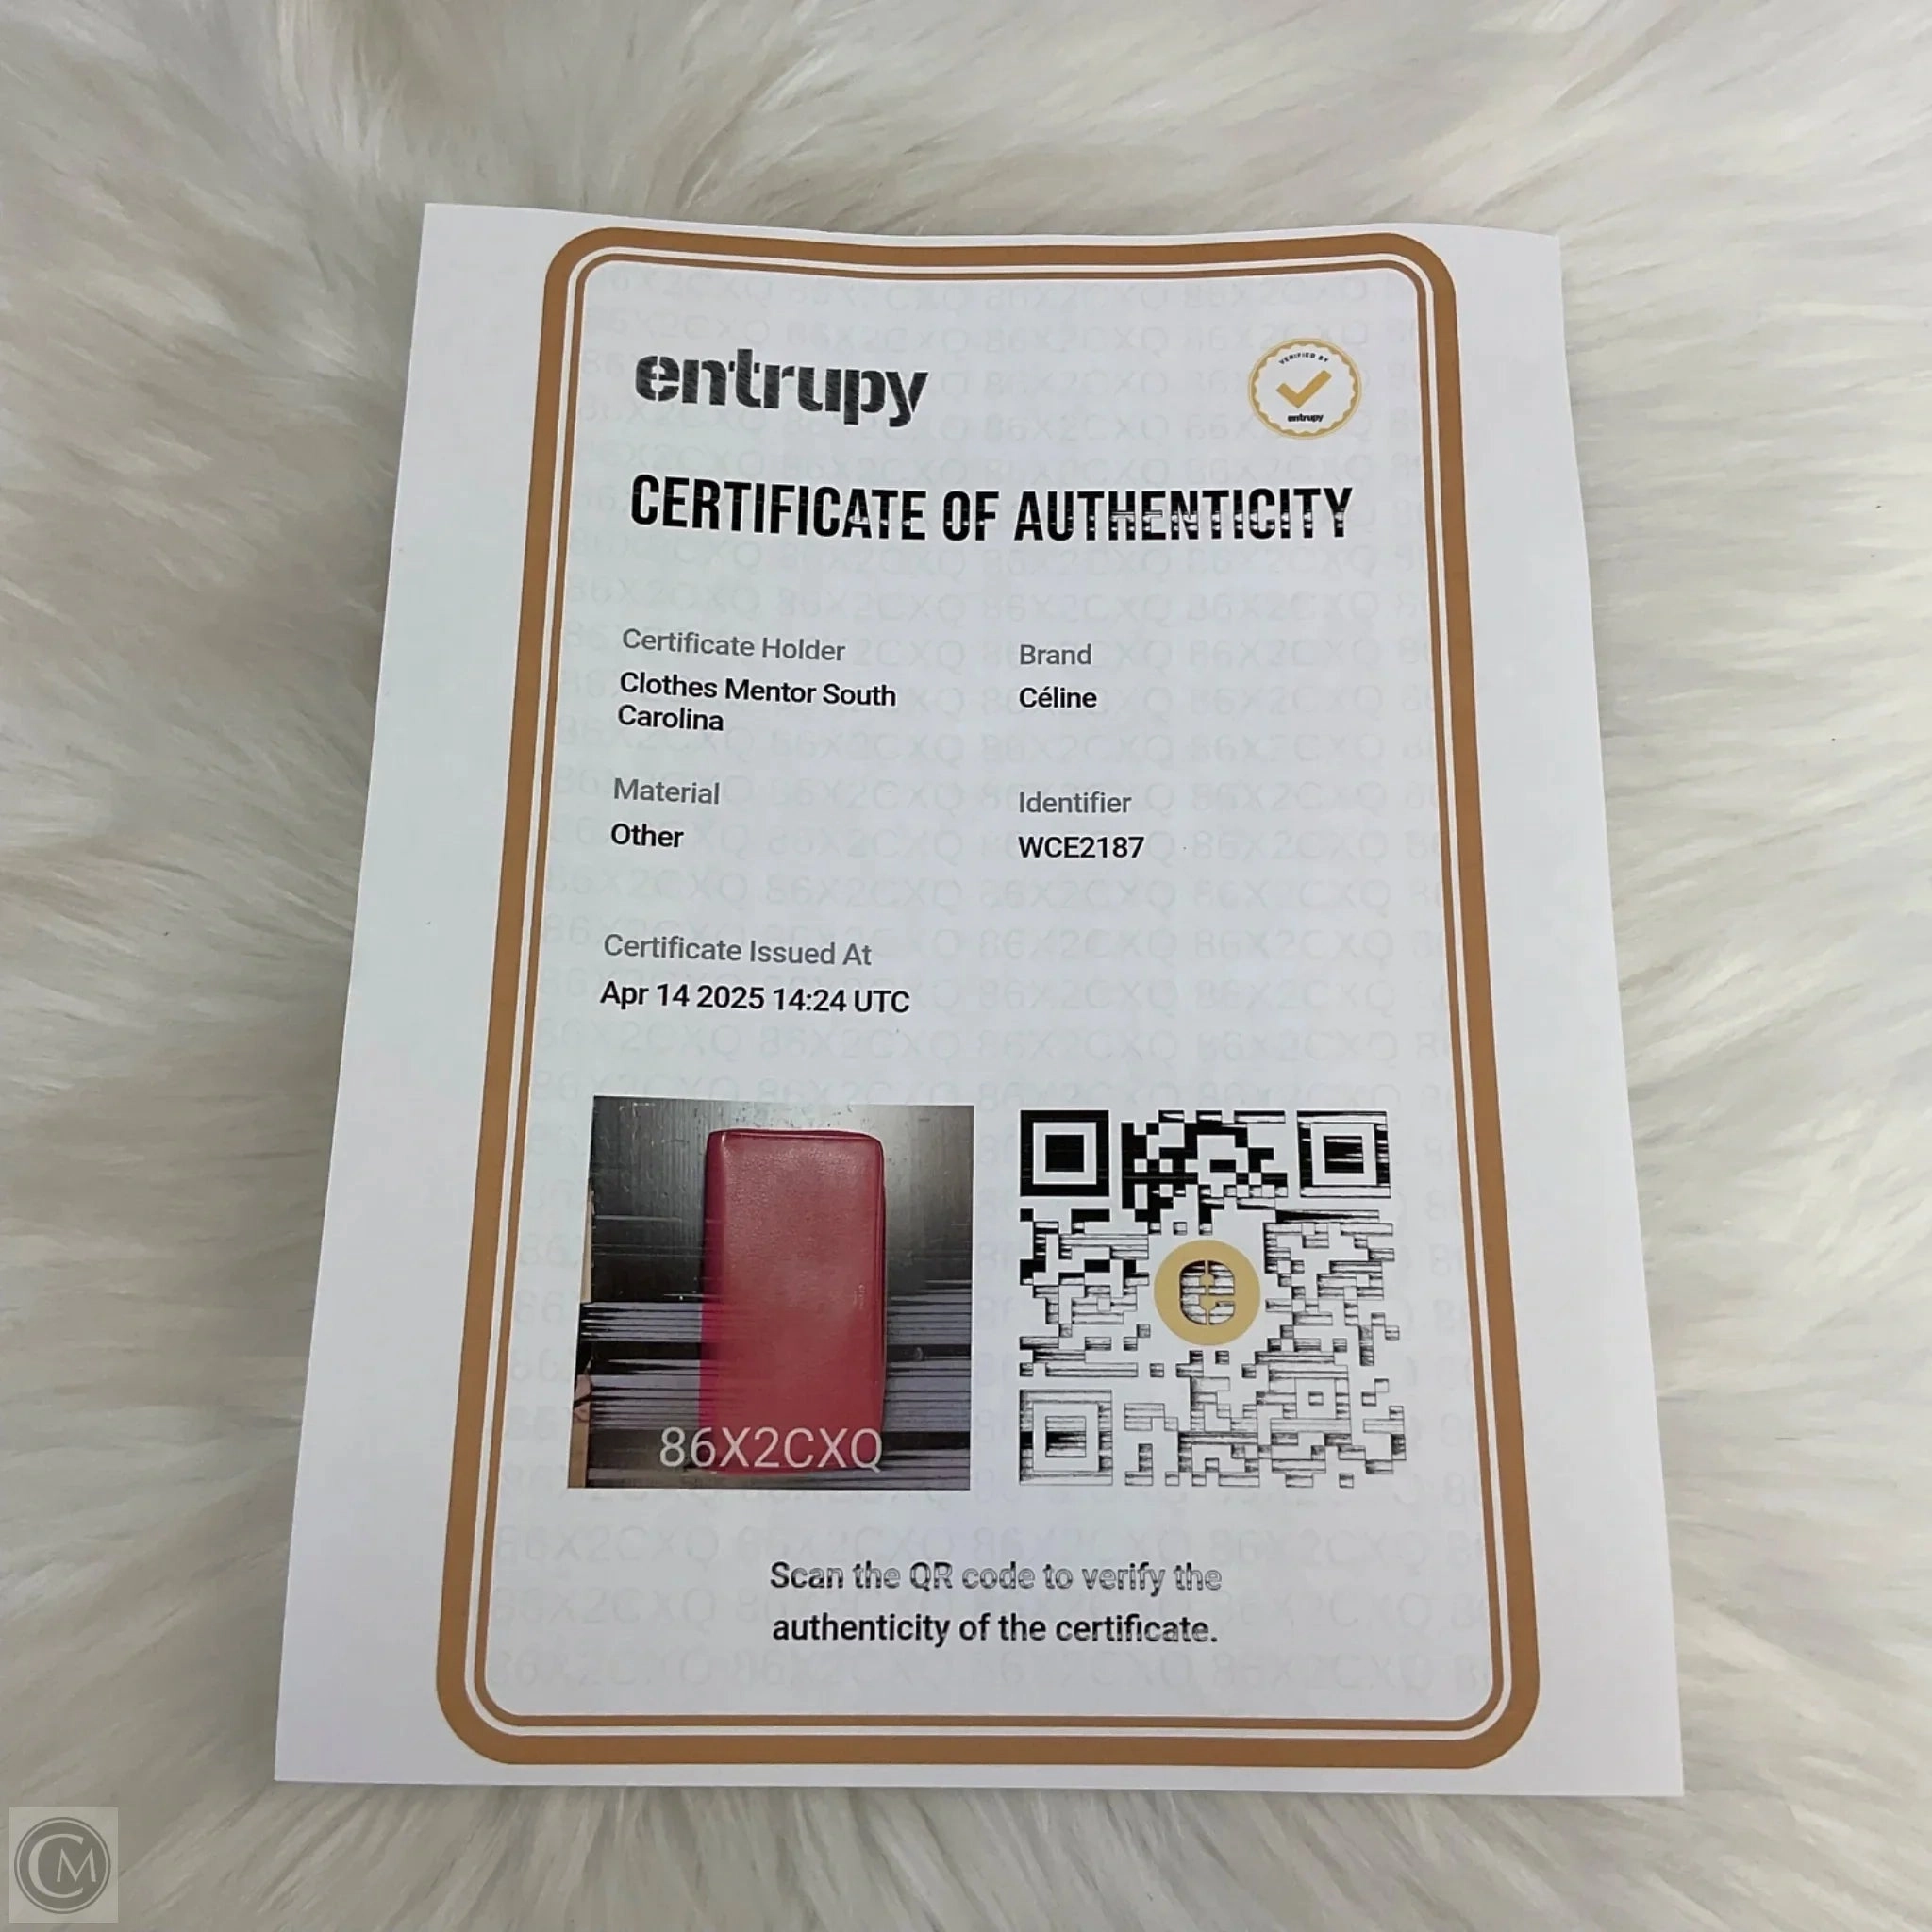 entrupy
VERIFIED BY
entrupy
CERTIFICATE OF AUTHENTICITY
Certificate Holder
Clothes Mentor South
Carolina
Brand
Céline
Material
Other
Identifier
WCE2187
Certificate Issued At
Apr 14 2025 14:24 UTC
86X2CXQ
e
Scan the QR code to verify the
authenticity of the certificate.
CM